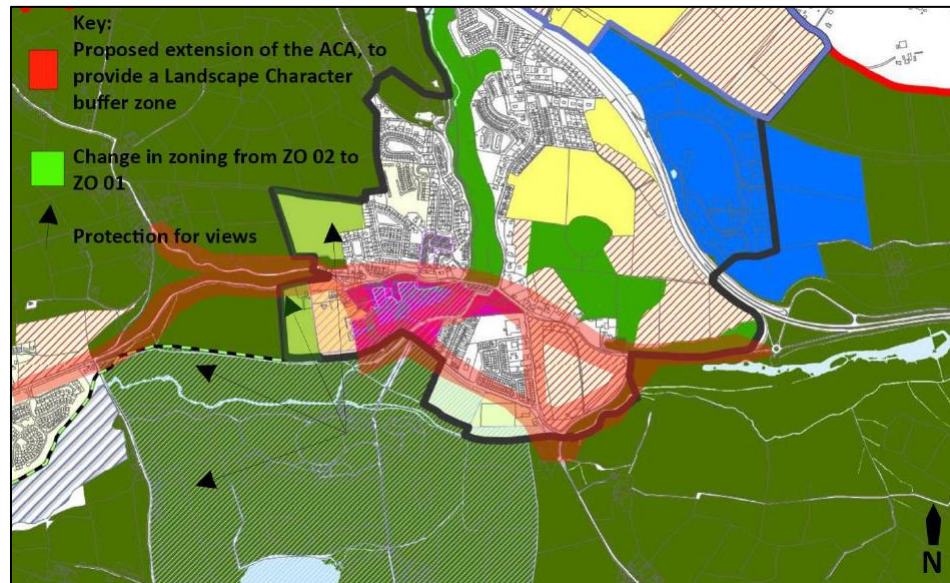 Key:
Proposed extension of the ACA, to
provide a Landscape Character
buffer zone
Change in zoning from ZO 02 to
ZO 01
Protection for views
N